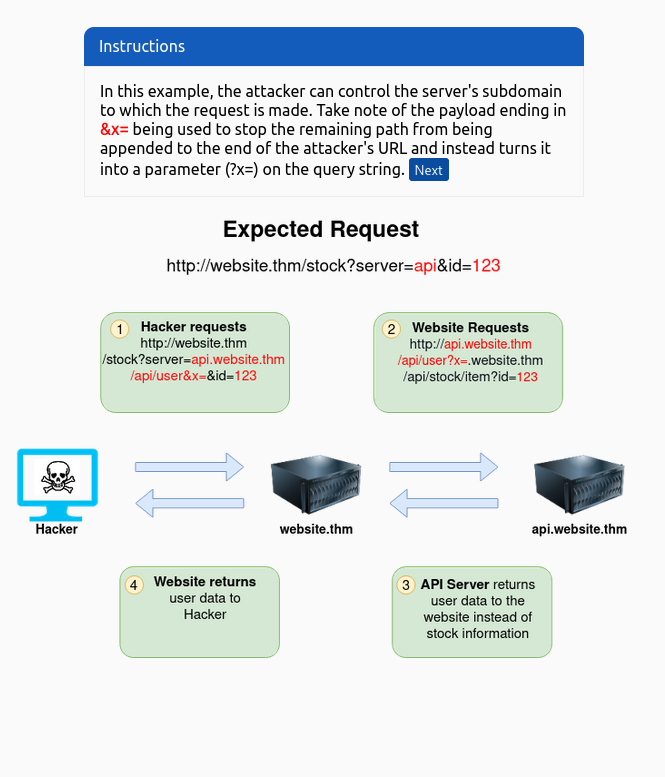 Instructions
In this example, the attacker can control the server's subdomain
to which the request is made. Take note of the payload ending in
&x= being used to stop the remaining path from being
appended to the end of the attacker's URL and instead turns it
into a parameter (?x=) on the query string. Next
Expected Request
http://website.thm/stock?server=api&id=123
1 Hacker requests
http://website.thm
/stock?server=api.website.thm
/api/user&x=&id=123
2 Website Requests
http://api.website.thm
/api/user?x=.website.thm
/api/stock/item?id=123
Hacker
website.thm
api.website.thm
4 Website returns
user data to
Hacker
3 API Server returns
user data to the
website instead of
stock information